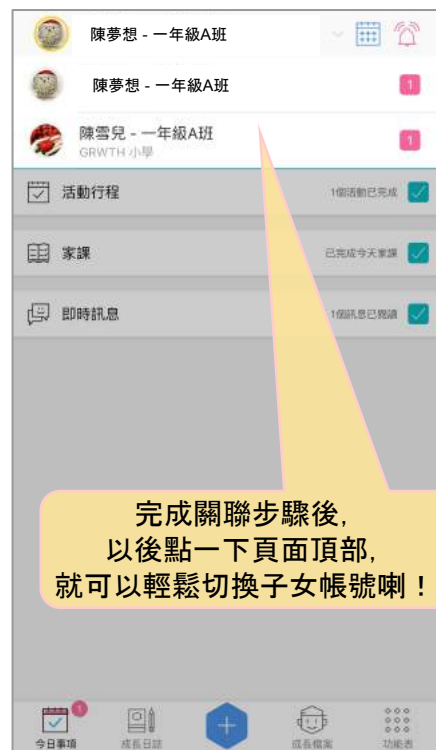 陳夢想 - 一年級A班
陳夢想 - 一年級A班
1
陳雪兒 - 一年級A班
1
GRWTH 小學
活動行程
1個活動已完成
家課
已完成今天家課
即時訊息
1個訊息已閱讀
完成關聯步驟後,
以後點一下頁面頂部,
就可以輕鬆切換子女帳號喇！
1
今日事項
成長日誌
成長檔案
功能表